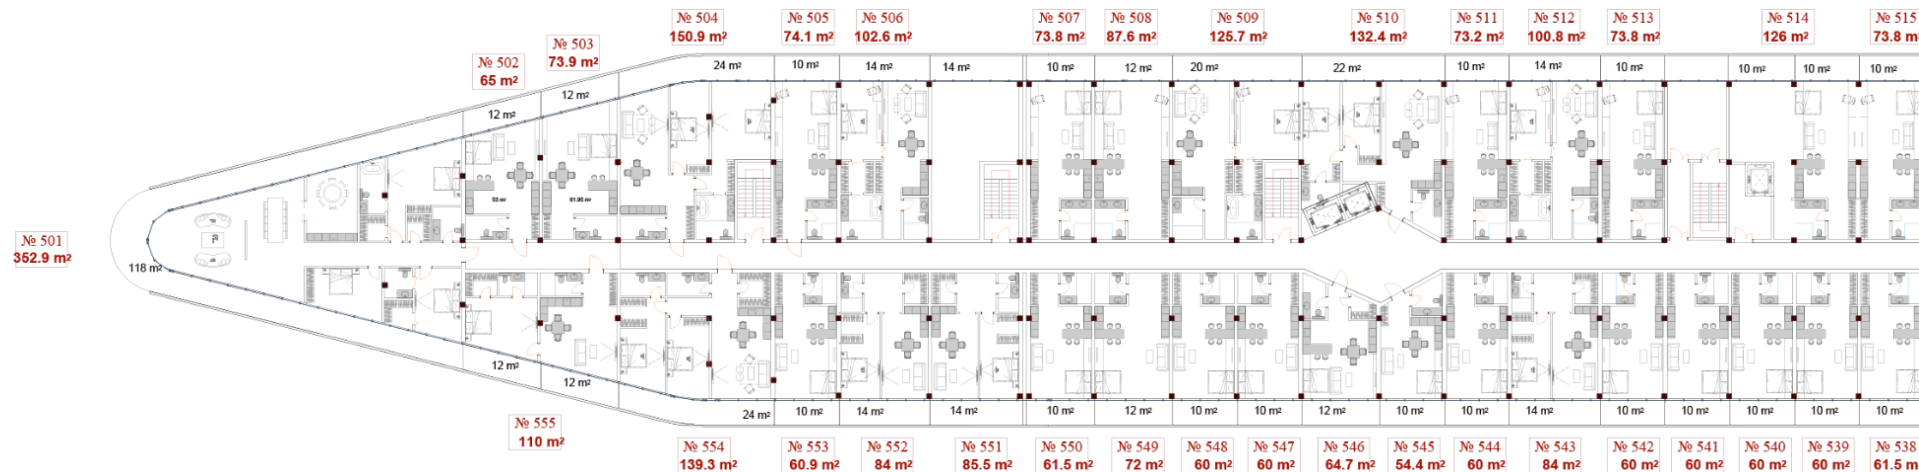 № 504
150.9 m²
№ 505
74.1 m²
№ 506
102.6 m²
№ 507
73.8 m²
№ 508
87.6 m²
№ 509
125.7 m²
№ 510
132.4 m²
№ 511
73.2 m²
№ 512
100.8 m²
№ 513
73.8 m²
№ 514
126 m²
№ 515
73.8 m²
№ 503
73.9 m²
№ 502
65 m²
24 m²
10 m²
14 m²
14 m²
10 m²
12 m²
20 m²
22 m²
10 m²
14 m²
10 m²
10 m²
10 m²
10 m²
12 m²
12 m²
53 m²
61.95 m²
№ 501
352.9 m²
118 m²
12 m²
12 m²
24 m²
10 m²
14 m²
14 m²
10 m²
12 m²
10 m²
10 m²
12 m²
10 m²
10 m²
14 m²
10 m²
10 m²
10 m²
10 m²
10 m²
№ 555
110 m²
№ 554
139.3 m²
№ 553
60.9 m²
№ 552
84 m²
№ 551
85.5 m²
№ 550
61.5 m²
№ 549
72 m²
№ 548
60 m²
№ 547
60 m²
№ 546
64.7 m²
№ 545
54.4 m²
№ 544
60 m²
№ 543
84 m²
№ 542
60 m²
№ 541
60 m²
№ 540
60 m²
№ 539
60 m²
№ 538
61.5 m²